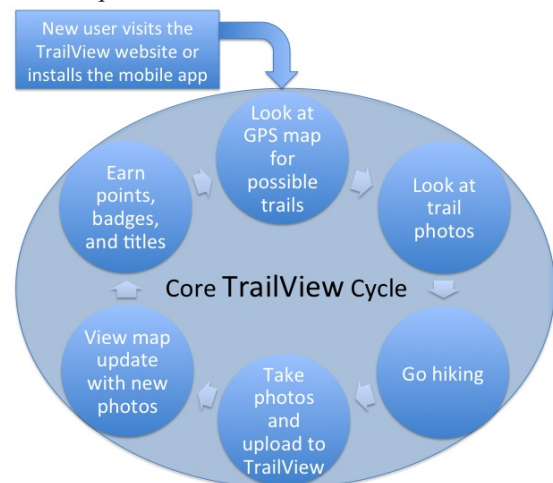 New user visits the
TrailView website or
installs the mobile app
Look at
GPS map
for
possible
trails
Look at
trail
photos
Go hiking
Take
photos
and
upload to
TrailView
View map
update
with new
photos
Earn
points,
badges,
and titles
Core TrailView Cycle